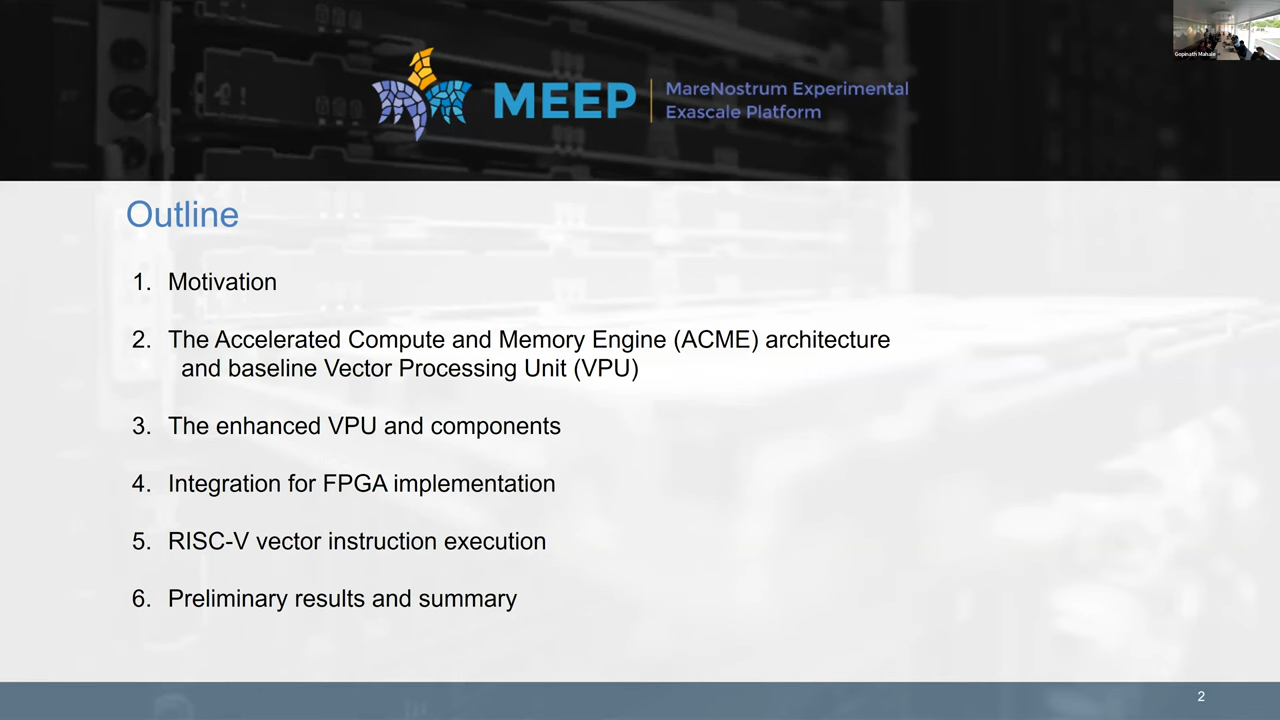 Gopinath Mahale
MEEP
MareNostrum Experimental
Exascale Platform
Outline
1. Motivation
2. The Accelerated Compute and Memory Engine (ACME) architecture
and baseline Vector Processing Unit (VPU)
3. The enhanced VPU and components
4. Integration for FPGA implementation
5. RISC-V vector instruction execution
6. Preliminary results and summary
2